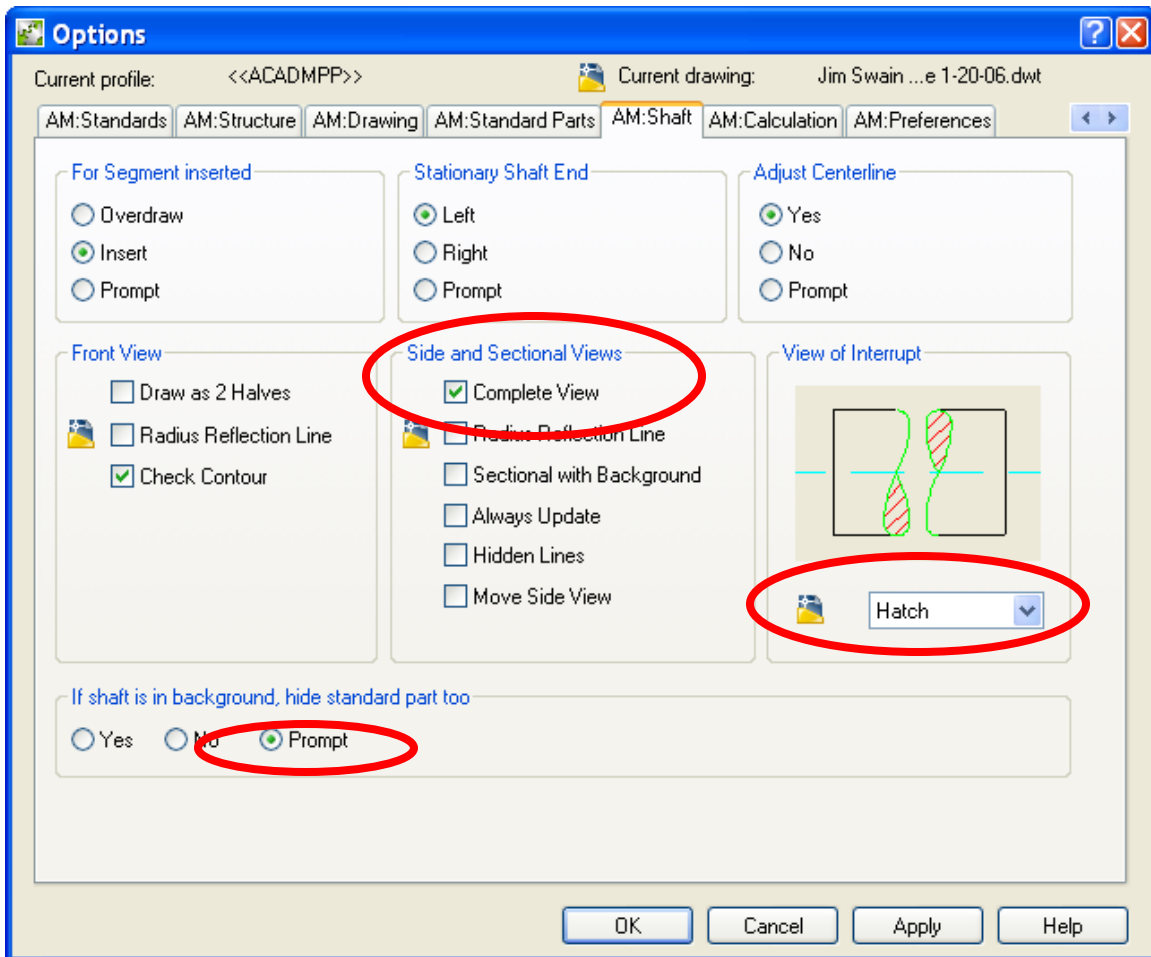 Options
Current profile: <<ACADMPP>> Current drawing: Jim Swain ...e 1-20-06.dwt
AM:Standards AM:Structure AM:Drawing AM:Standard Parts AM:Shaft AM:Calculation AM:Preferences
For Segment inserted
Overdraw
Insert
Prompt
Stationary Shaft End
Left
Right
Prompt
Adjust Centerline
Yes
No
Prompt
Front View
Draw as 2 Halves
Radius Reflection Line
Check Contour
Side and Sectional Views
Complete View
Radius Reflection Line
Sectional with Background
Always Update
Hidden Lines
Move Side View
View of Interrupt
Hatch
If shaft is in background, hide standard part too
Yes No Prompt
OK Cancel Apply Help